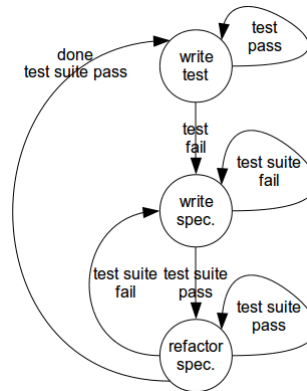 done
test suite pass
write
test
test
pass
test
fail
write
spec.
test suite
fail
test suite
fail
test suite
pass
refactor
spec.
test suite
pass